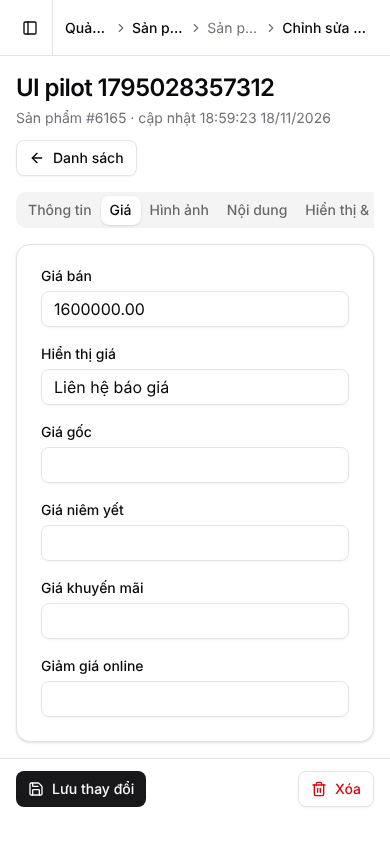 Quả... > Sản p... > Sản p... > Chỉnh sửa ...
UI pilot 1795028357312
Sản phẩm #6165 · cập nhật 18:59:23 18/11/2026
Danh sách
Thông tin Giá Hình ảnh Nội dung Hiển thị &
Giá bán
1600000.00
Hiển thị giá
Liên hệ báo giá
Giá gốc
Giá niêm yết
Giá khuyến mãi
Giảm giá online
Lưu thay đổi Xóa